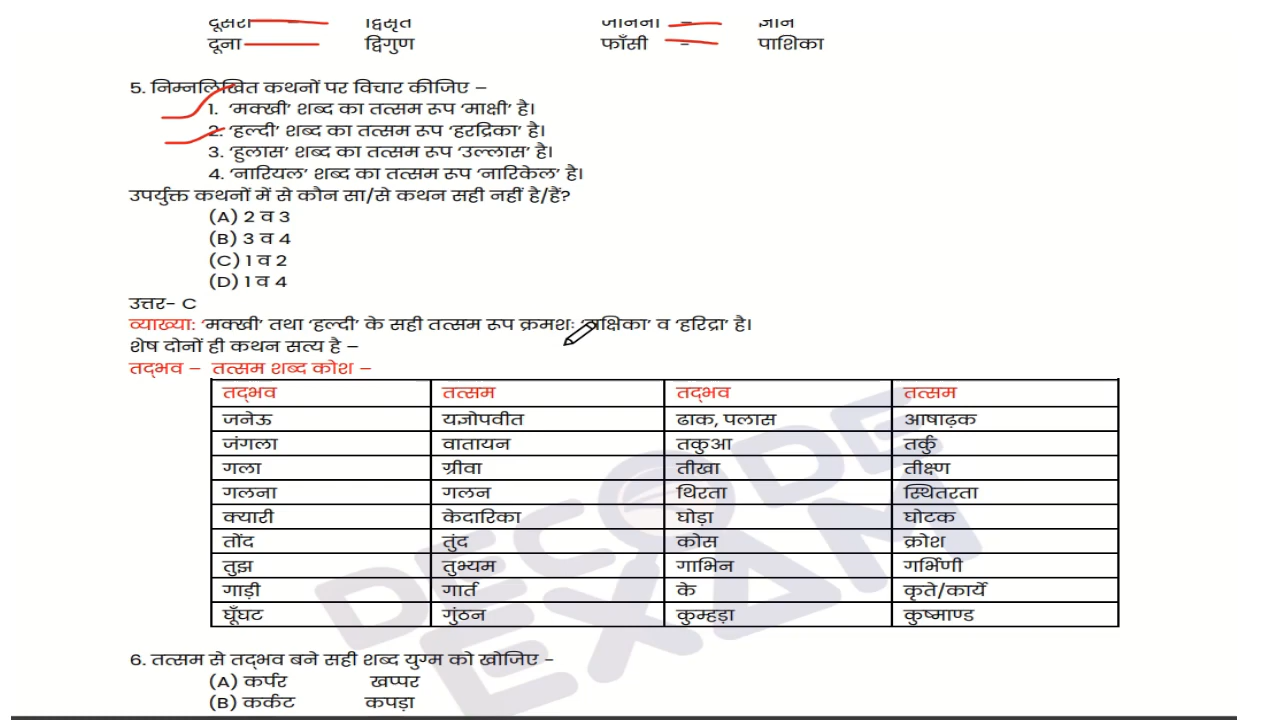 दूसरा – द्विसृत जानना – ज्ञान
दूना द्विगुण फाँसी - पाशिका
5. निम्नलिखित कथनों पर विचार कीजिए –
1. ‘मक्खी’ शब्द का तत्सम रूप ‘माक्षी’ है।
2. ‘हल्दी’ शब्द का तत्सम रूप ‘हरद्रिका’ है।
3. ‘हुलास’ शब्द का तत्सम रूप ‘उल्लास’ है।
4. ‘नारियल’ शब्द का तत्सम रूप ‘नारिकेल’ है।
उपर्युक्त कथनों में से कौन सा/से कथन सही नहीं है/हैं?
(A) 2 व 3
(B) 3 व 4
(C) 1 व 2
(D) 1 व 4
उत्तर- C
व्याख्या: ‘मक्खी’ तथा ‘हल्दी’ के सही तत्सम रूप क्रमशः व ‘हरिद्रा’ है।
शेष दोनों ही कथन सत्य है –
तद्भव – तत्सम शब्द कोश –
तद्भव तत्सम तद्भव तत्सम
जनेऊ यज्ञोपवीत ढाक, पलास आषाढ़क
जंगला वातायन तकुआ तर्कु
गला ग्रीवा तीखा तीक्ष्ण
गलना गलन थिरता स्थितरता
क्यारी केदारिका घोड़ा घोटक
तोंद तुंद कोस क्रोश
तुझ तुभ्यम गाभिन गर्भिणी
गाड़ी गार्त के कृते/कार्ये
घूँघट गुंठन कुम्हड़ा कुष्माण्ड
DECODE EXAM
6. तत्सम से तद्भव बने सही शब्द युग्म को खोजिए -
(A) कर्पर खप्पर
(B) कर्कट कपड़ा